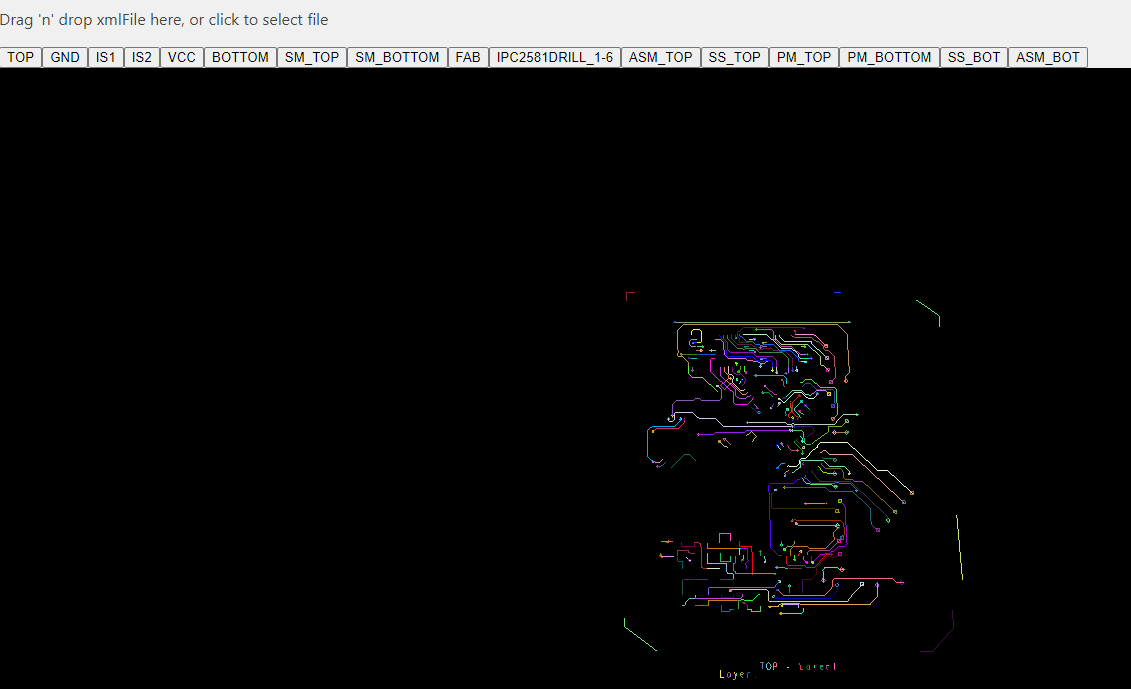 Drag 'n' drop xmlFile here, or click to select file
TOP GND IS1 IS2 VCC BOTTOM SM_TOP SM_BOTTOM FAB IPC2581DRILL_1-6 ASM_TOP SS_TOP PM_TOP PM_BOTTOM SS_BOT ASM_BOT
TOP - Layer1
Layer